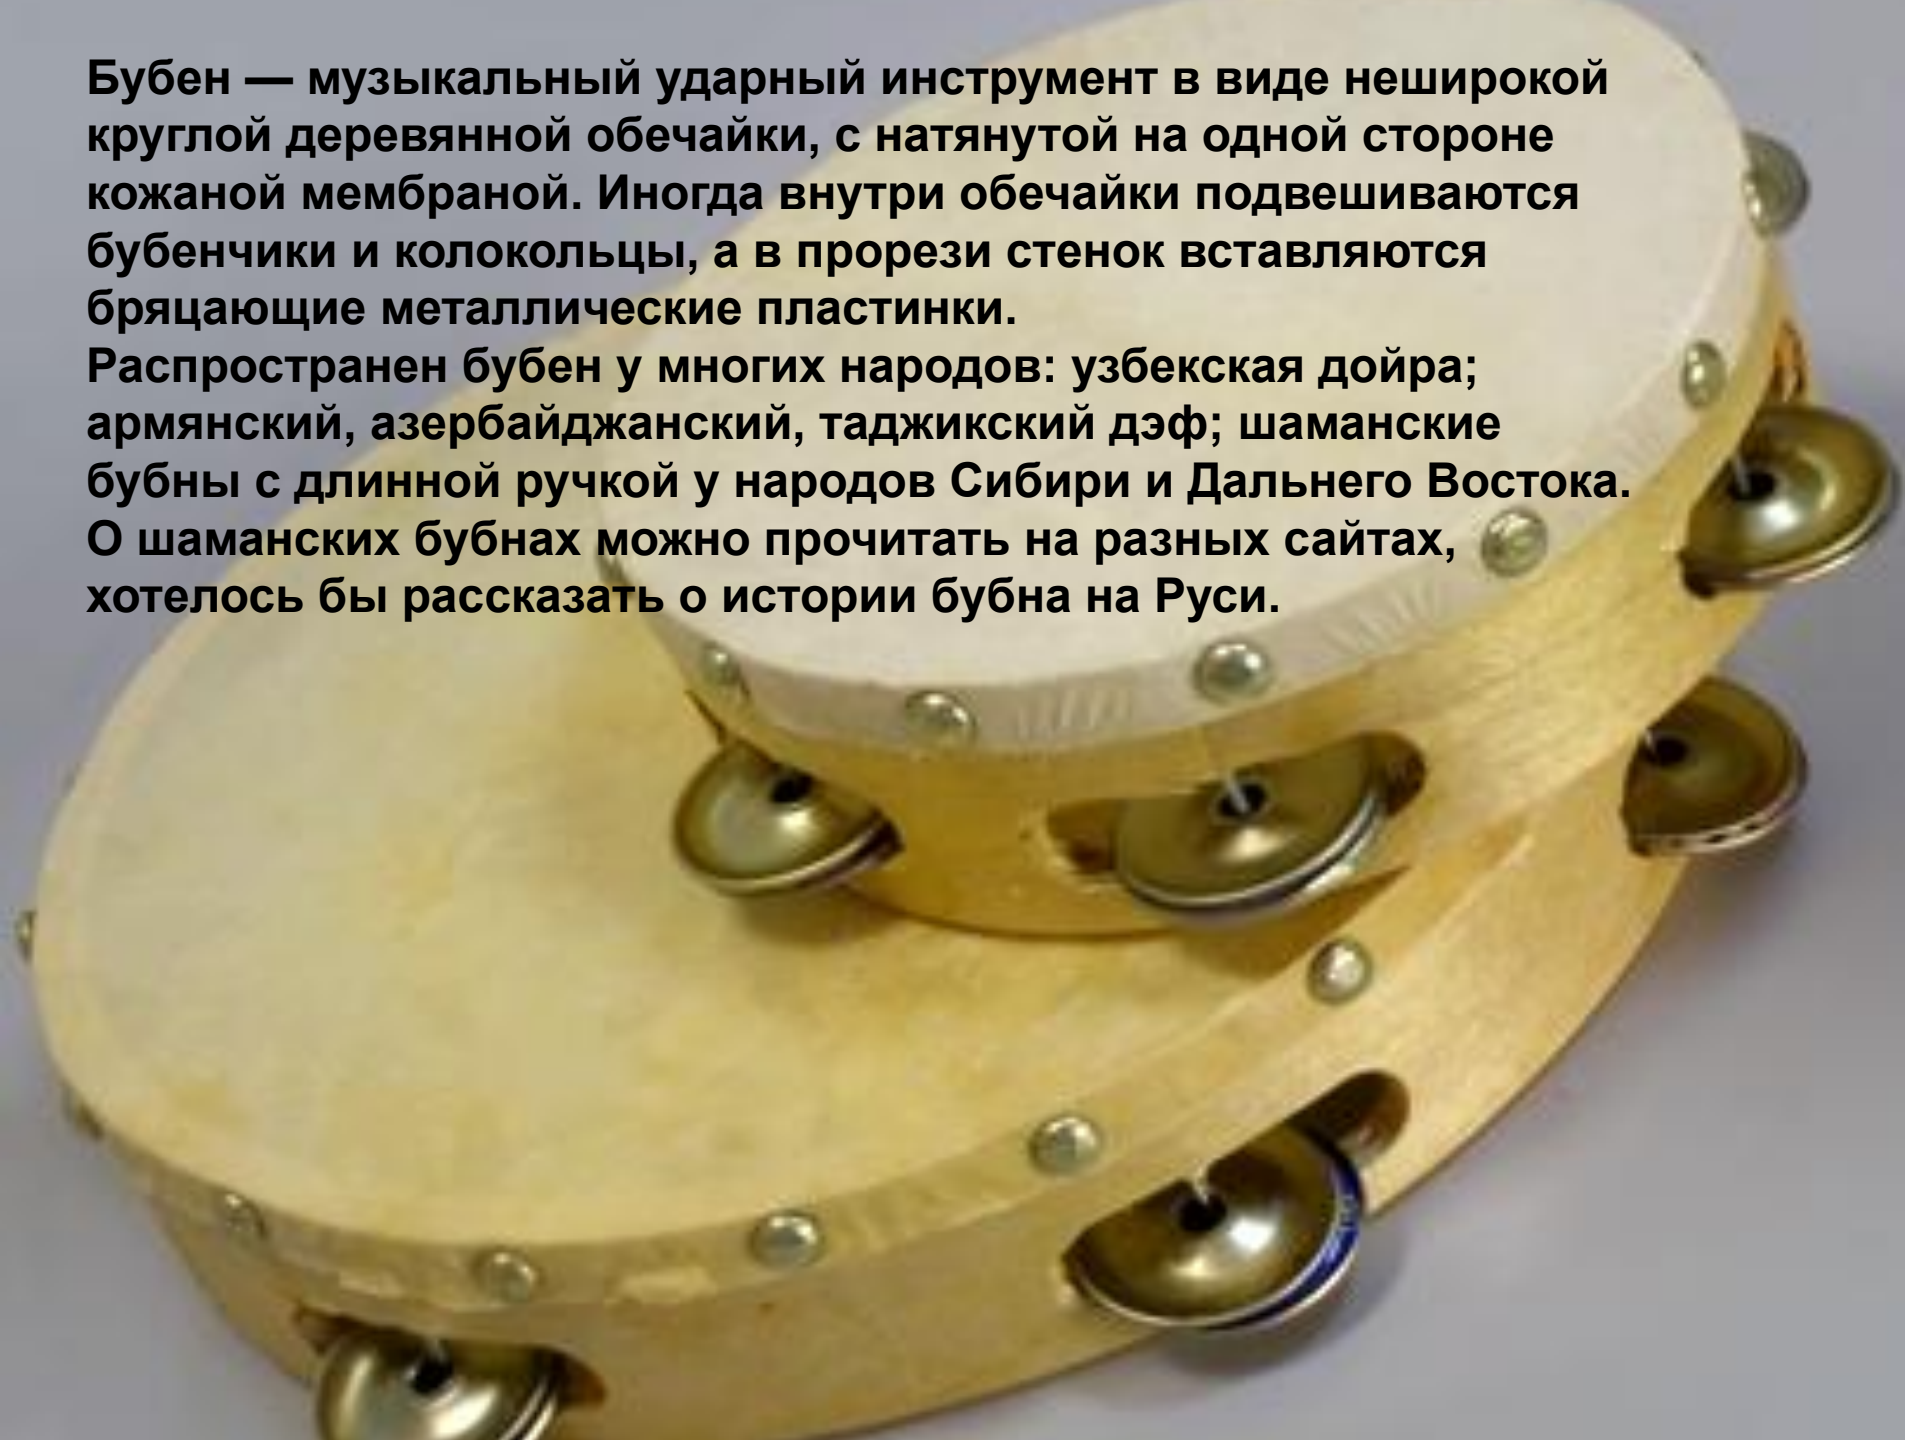 Бубен — музыкальный ударный инструмент в виде неширокой
круглой деревянной обечайки, с натянутой на одной стороне
кожаной мембраной. Иногда внутри обечайки подвешиваются
бубенчики и колокольцы, а в прорези стенок вставляются
бряцающие металлические пластинки.
Распространен бубен у многих народов: узбекская дойра;
армянский, азербайджанский, таджикский дэф; шаманские
бубны с длинной ручкой у народов Сибири и Дальнего Востока.
О шаманских бубнах можно прочитать на разных сайтах,
хотелось бы рассказать о истории бубна на Руси.